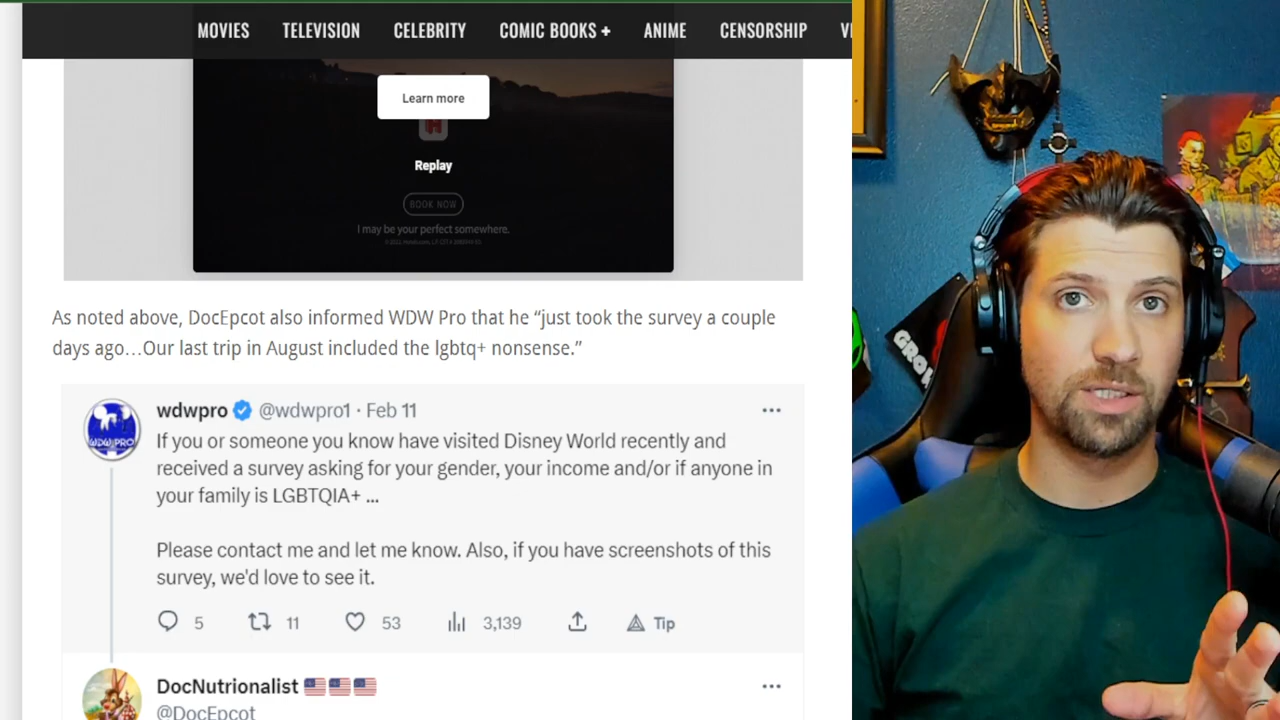 MOVIES TELEVISION CELEBRITY COMIC BOOKS + ANIME CENSORSHIP
Learn more
Replay
BOOK NOW
I may be your perfect somewhere.
As noted above, DocEpcot also informed WDW Pro that he “just took the survey a couple
days ago…Our last trip in August included the lgbtq+ nonsense.”
wdwpro @wdwpro1 · Feb 11
If you or someone you know have visited Disney World recently and
received a survey asking for your gender, your income and/or if anyone in
your family is LGBTQIA+ ...
Please contact me and let me know. Also, if you have screenshots of this
survey, we'd love to see it.
5 11 53 3,139 Tip
WDW PRO
DocNutrionalist
@DocEpcot